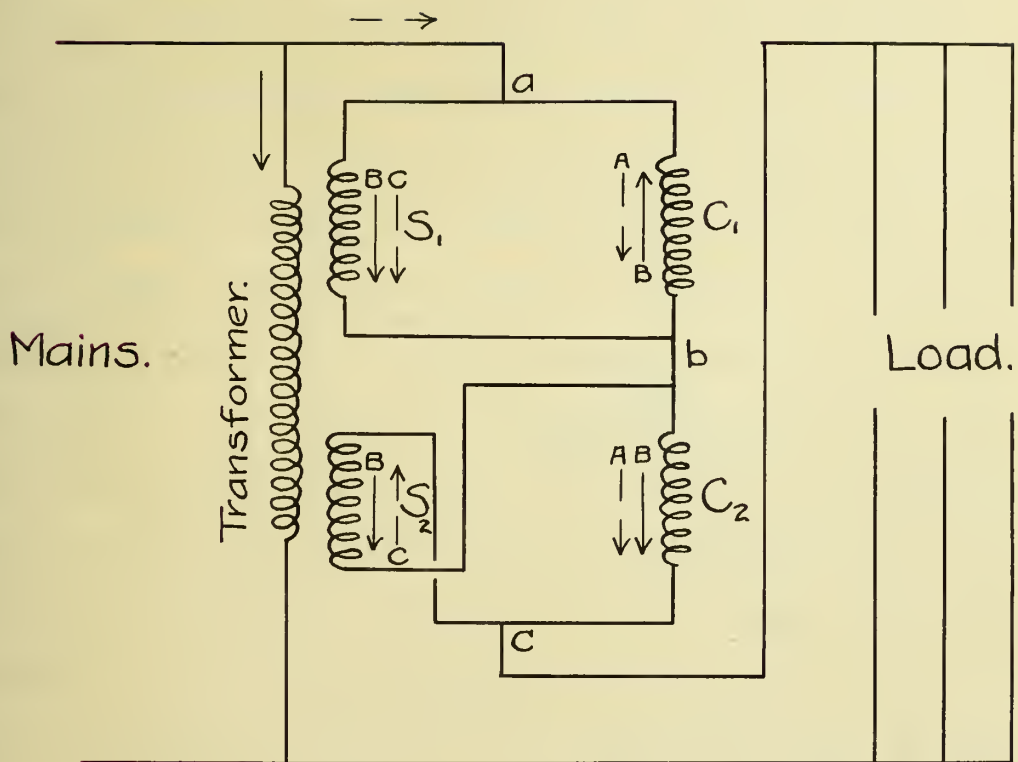 a
B C
S₁
A
B
C₁
Mains.
Transformer.
b
Load.
B
C
S₂
A B
C₂
C